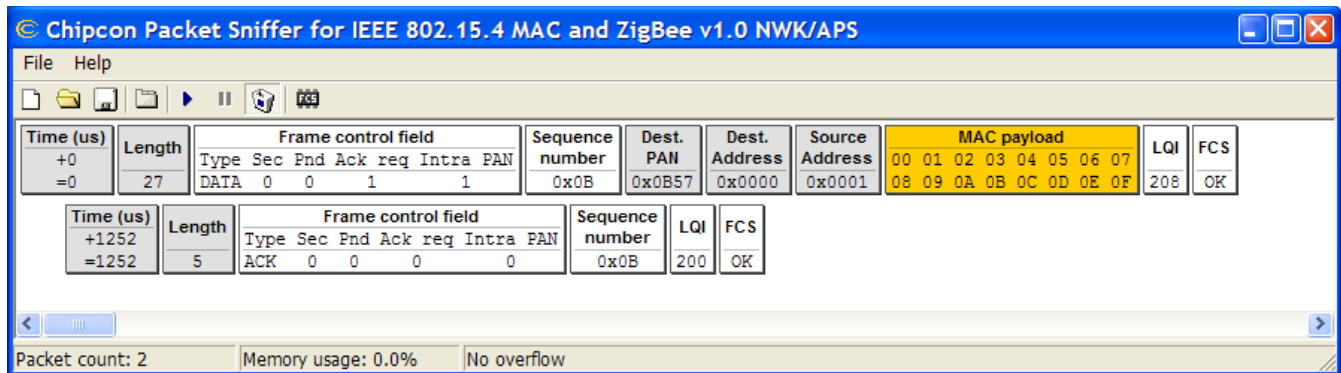 Chipcon Packet Sniffer for IEEE 802.15.4 MAC and ZigBee v1.0 NWK/APS
File Help
FCS
Time (us) Length Frame control field Sequence number Dest. PAN Dest. Address Source Address MAC payload LQI FCS
Type Sec Pnd Ack req Intra PAN
+0 00 01 02 03 04 05 06 07
=0 27 DATA 0 0 1 1 0x0B 0x0B57 0x0000 0x0001 08 09 0A 0B 0C 0D 0E 0F 208 OK
Time (us) Length Frame control field Sequence number LQI FCS
+1252 Type Sec Pnd Ack req Intra PAN
=1252 5 ACK 0 0 0 0 0x0B 200 OK
Packet count: 2 Memory usage: 0.0% No overflow